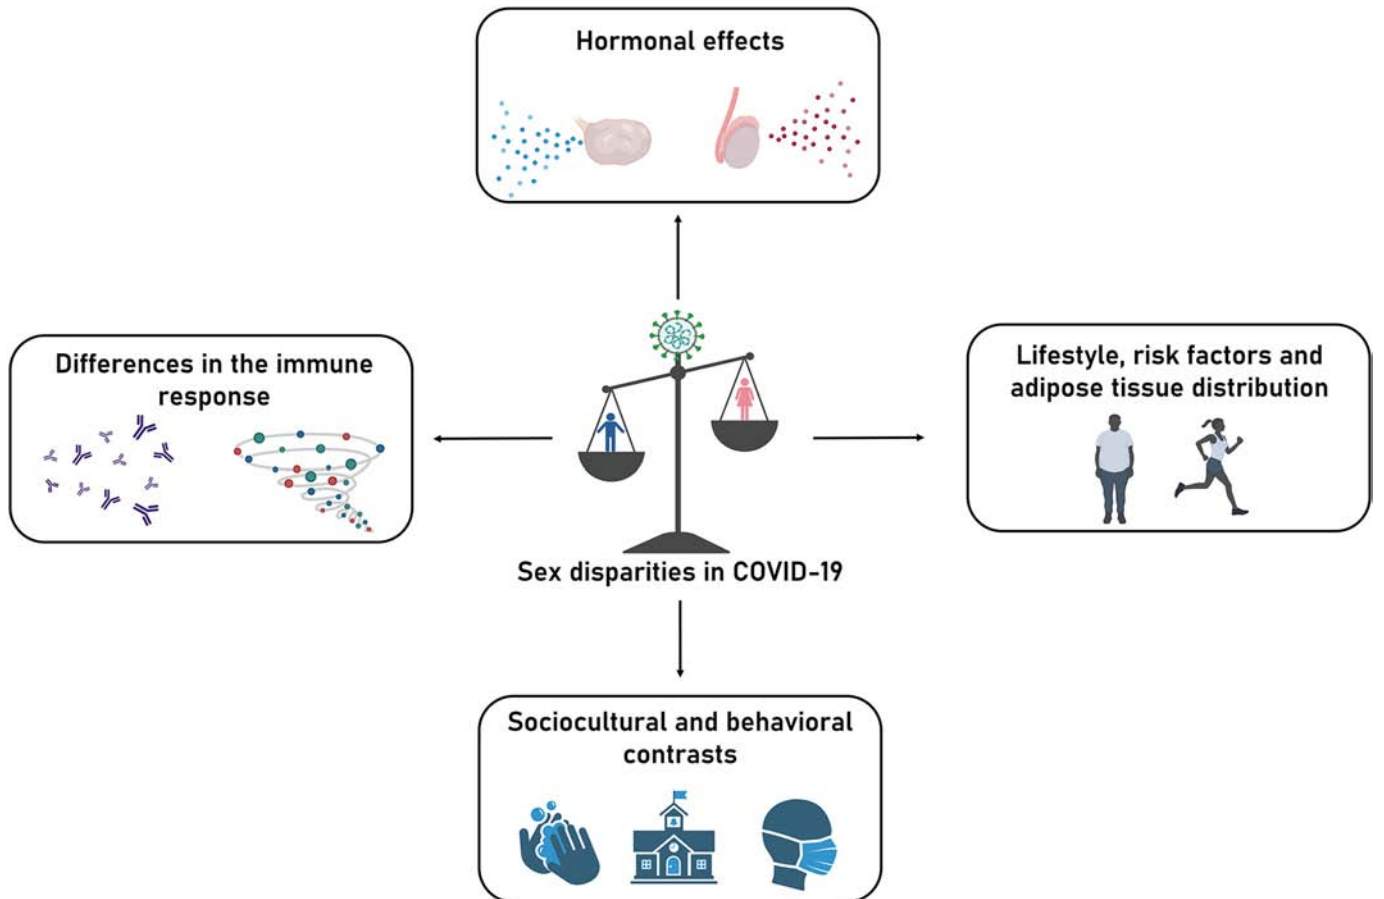 Hormonal effects
Differences in the immune
response
Lifestyle, risk factors and
adipose tissue distribution
Sex disparities in COVID-19
Sociocultural and behavioral
contrasts